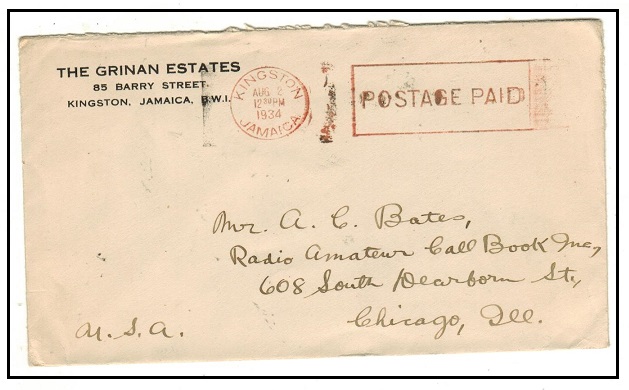 THE GRINAN ESTATES
85 BARRY STREET.
KINGSTON, JAMAICA, B.W.I.
KINGSTON
AUG 2
12 30 PM
1934
JAMAICA.
POSTAGE PAID
Mr. A. C. Bates,
Radio Amateur Call Book Inc,
608 South Dearborn St.,
Chicago, Ill.
U. S. A.